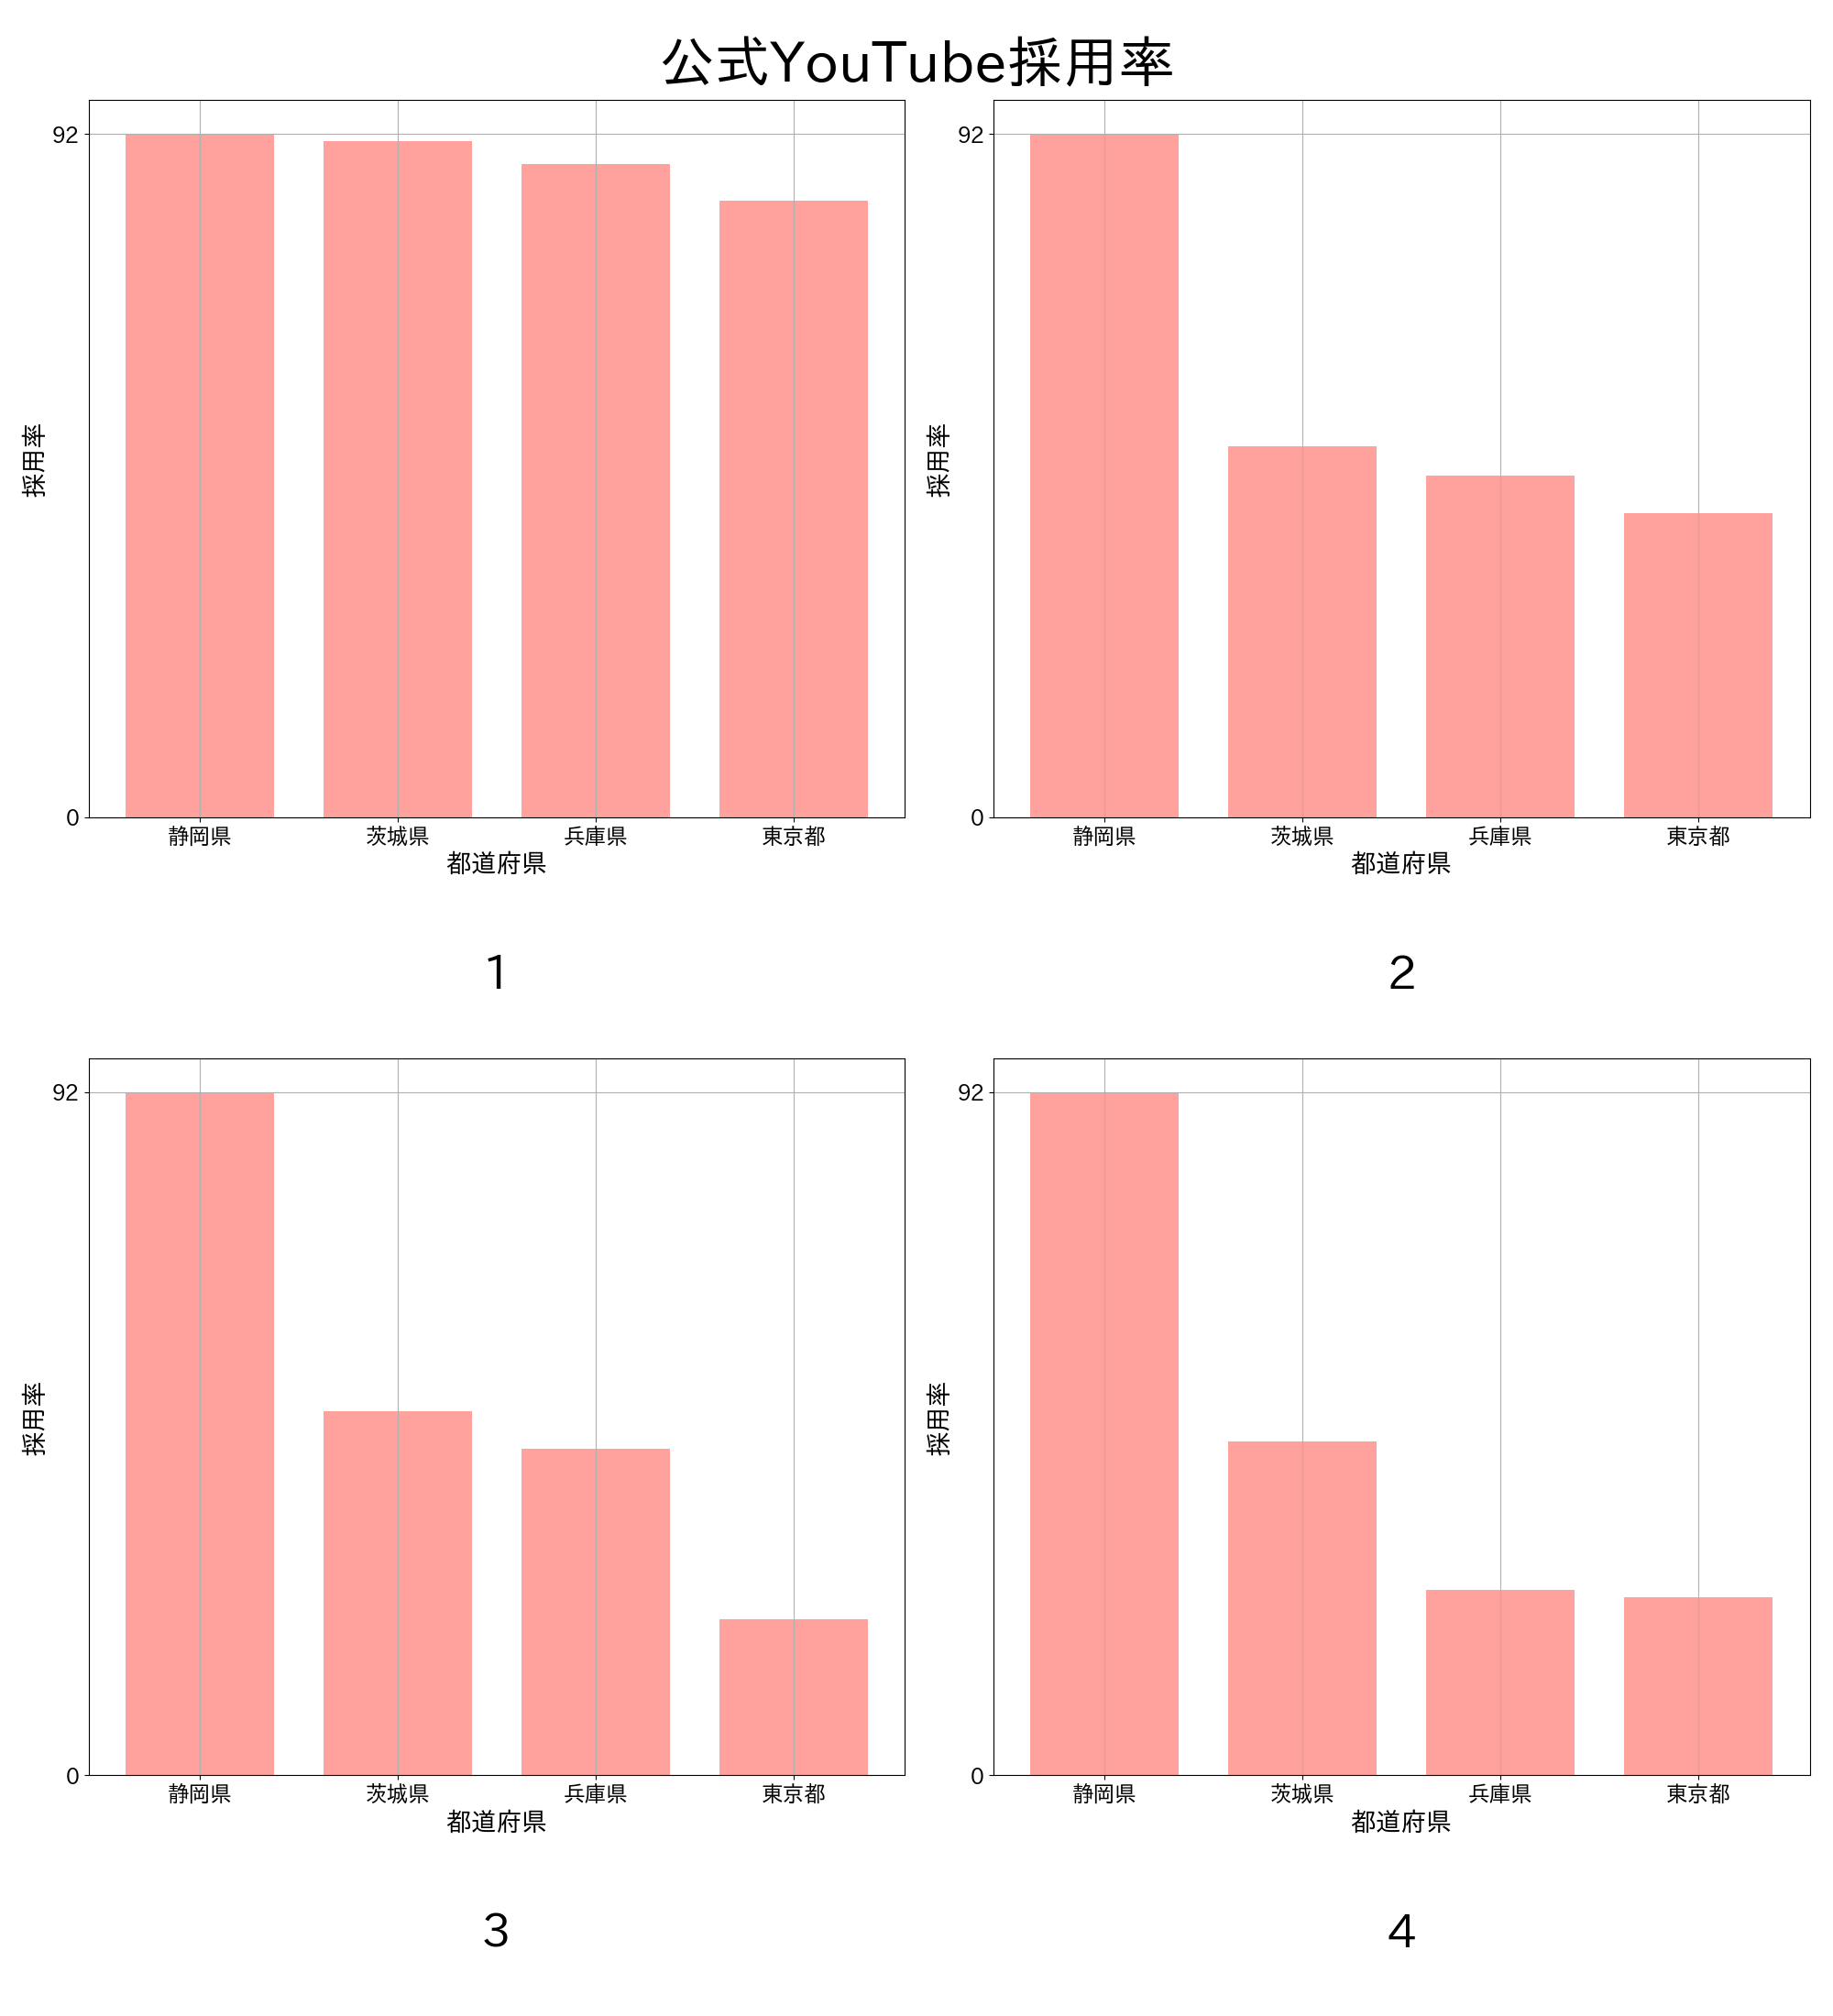 公式YouTube採用率
92
0
採用率
静岡県 茨城県 兵庫県 東京都
都道府県
1
92
0
採用率
静岡県 茨城県 兵庫県 東京都
都道府県
2
92
0
採用率
静岡県 茨城県 兵庫県 東京都
都道府県
3
92
0
採用率
静岡県 茨城県 兵庫県 東京都
都道府県
4